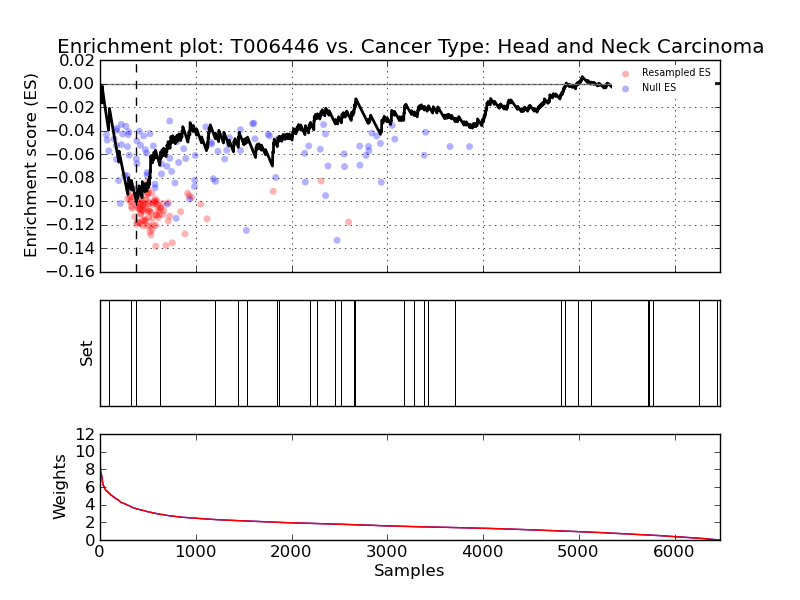 Enrichment plot: T006446 vs. Cancer Type: Head and Neck Carcinoma
0.02
0.00
−0.02
−0.04
−0.06
−0.08
−0.10
−0.12
−0.14
−0.16
Enrichment score (ES)
Resampled ES
Null ES
Set
12
10
8
6
4
2
0
Weights
0 1000 2000 3000 4000 5000 6000
Samples